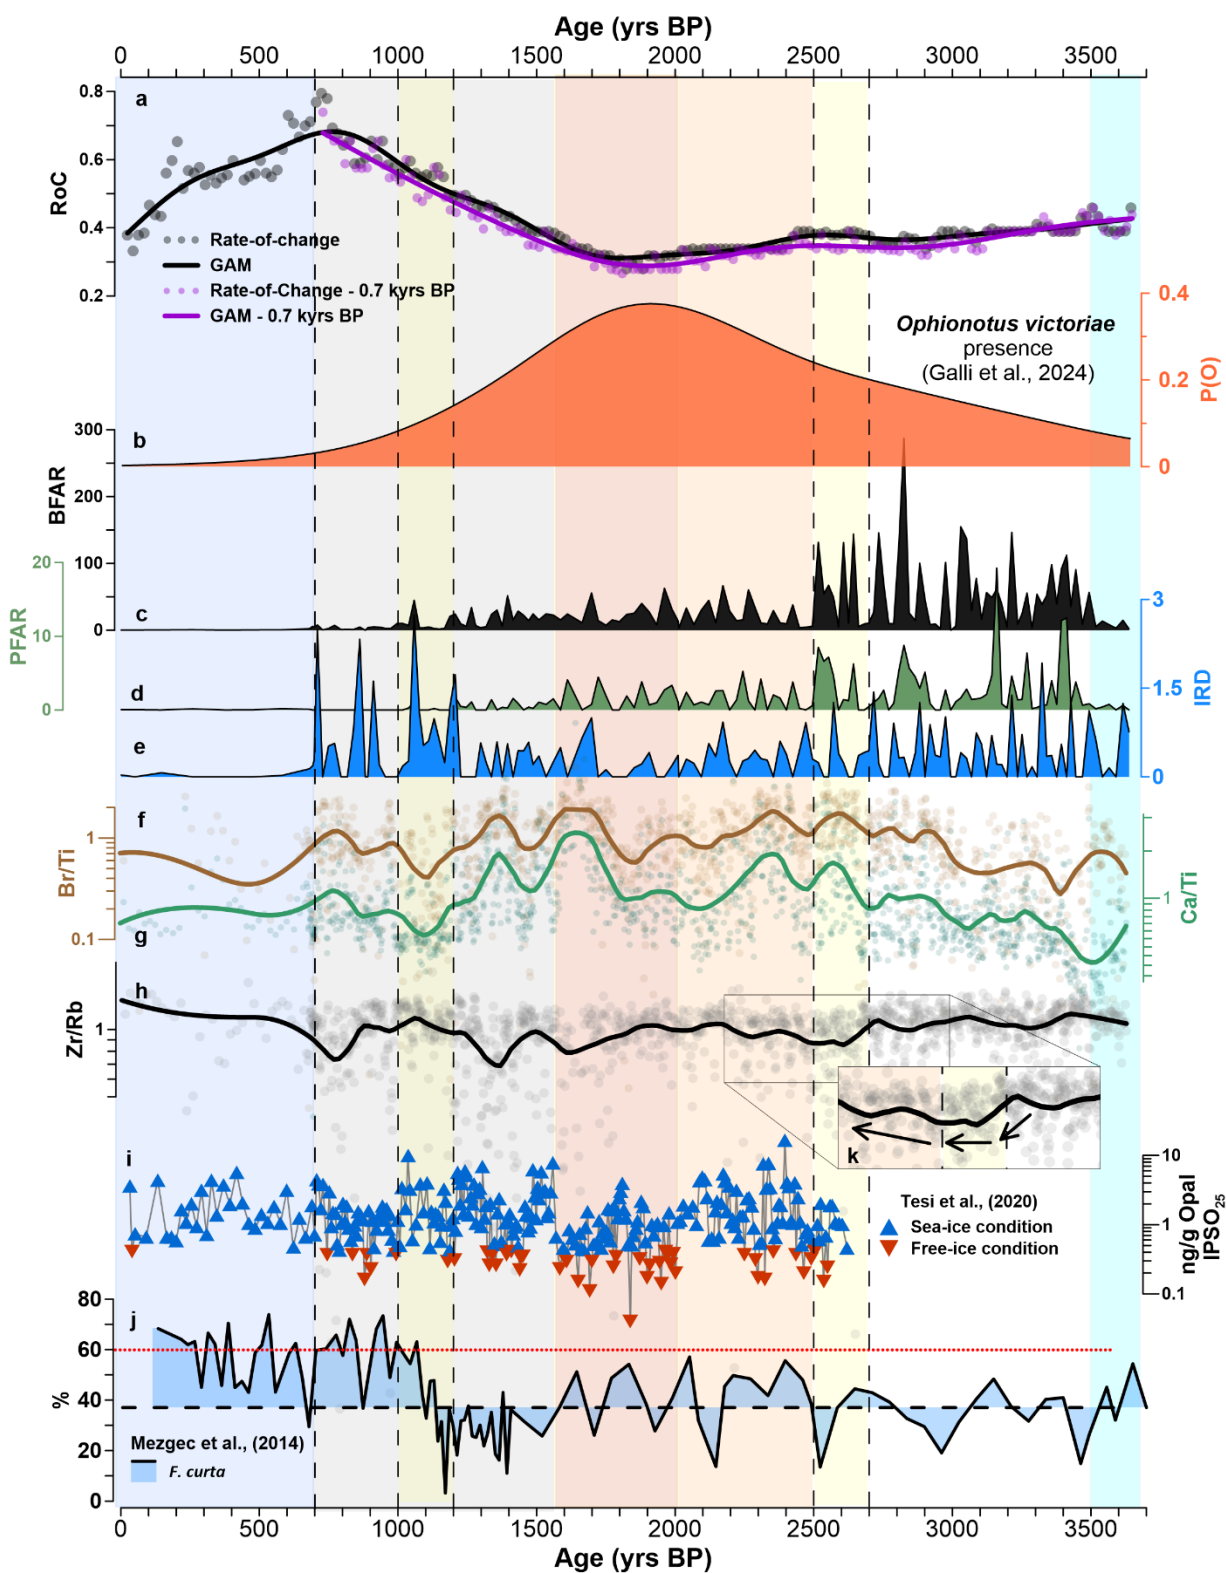 Age (yrs BP)
0 500 1000 1500 2000 2500 3000 3500
a
0.8
0.6
0.4
0.2
RoC
Rate-of-change
GAM
Rate-of-Change - 0.7 kyrs BP
GAM - 0.7 kyrs BP
Ophionotus victoriae
presence
(Galli et al., 2024)
0.4
0.2
0
P(O)
b
300
200
100
0
BFAR
c
20
10
0
PFAR
d
3
1.5
0
IRD
e
f
1
0.1
Br/Ti
g
1
Ca/Ti
h
1
Zr/Rb
k
i
10
1
0.1
ng/g Opal
IPSO25
Tesi et al., (2020)
Sea-ice condition
Free-ice condition
j
80
60
40
20
0
%
Mezgec et al., (2014)
F. curta
0 500 1000 1500 2000 2500 3000 3500
Age (yrs BP)